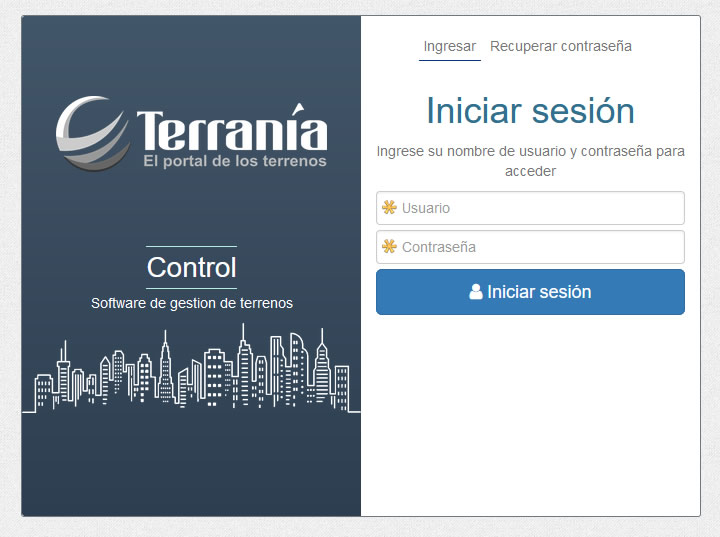 Terranía
El portal de los terrenos
Control
Software de gestion de terrenos
Ingresar Recuperar contraseña
Iniciar sesión
Ingrese su nombre de usuario y contraseña para
acceder
Usuario
Contraseña
Iniciar sesión